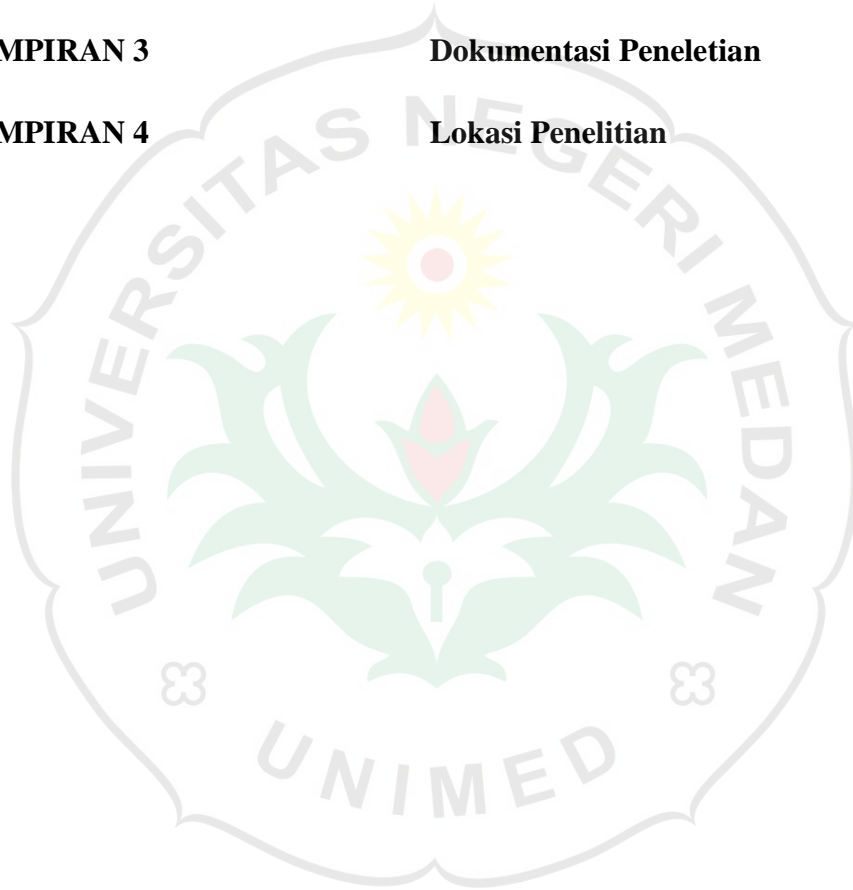 MPIRAN 3 Dokumentasi Peneletian
MPIRAN 4 Lokasi Penelitian
UNIVERSITAS NEGERI MEDAN
UNIMED